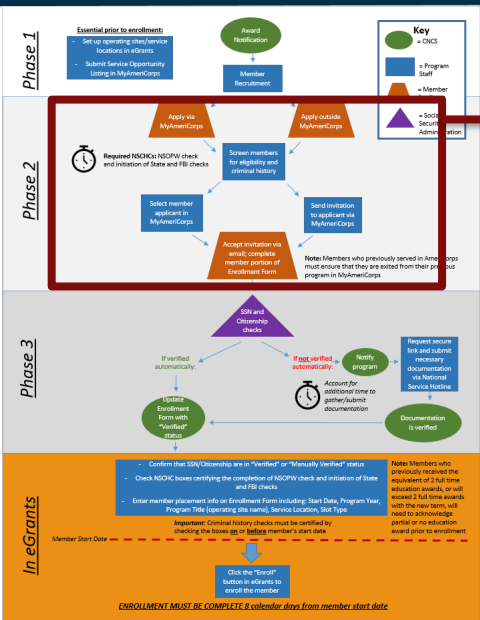 Phase 1
Essential prior to enrollment:
- Set up operating sites/service
locations in eGrants
- Submit Service Opportunity
Listing in MyAmeriCorps
Award
Notification
Member
Recruitment
Key
= CNCS
= Program
Staff
= Member
= Social
Security
Administration
Phase 2
Apply via
MyAmeriCorps
Apply outside
MyAmeriCorps
Required NSCHCs: NSOPW check
and initiation of State and FBI checks
Screen members
for eligibility and
criminal history
Select member
applicant in
MyAmeriCorps
Send invitation
to applicant via
MyAmeriCorps
Accept invitation via
email; complete
member portion of
Enrollment Form
Note: Members who previously served in AmeriCorps
must ensure that they are exited from their previous
program in MyAmeriCorps
Phase 3
SSN and
Citizenship
checks
If verified
automatically:
If not verified
automatically:
Notify
program
Request secure
link and submit
necessary
documentation
via National
Service Hotline
Account for
additional time to
gather/submit
documentation
Update
Enrollment
Form with
"Verified"
status
Documentation
is verified
In eGrants
- Confirm that SSN/Citizenship are in "Verified" or "Manually Verified" status
- Check NSCHC boxes certifying the completion of NSOPW check and initiation of State
and FBI checks
- Enter member placement info on Enrollment Form including: Start Date, Program Year,
Program Title (operating site name), Service Location, Slot Type
Note: Members who
previously received the
equivalent of 2 full time
education awards, or will
exceed 2 full time awards
with the new term, will
need to acknowledge
partial or no education
award prior to enrollment
Important: Criminal history checks must be certified by
checking the boxes on or before member's start date
Member Start Date
Click the "Enroll"
button in eGrants to
enroll the member
ENROLLMENT MUST BE COMPLETE 8 calendar days from member start date